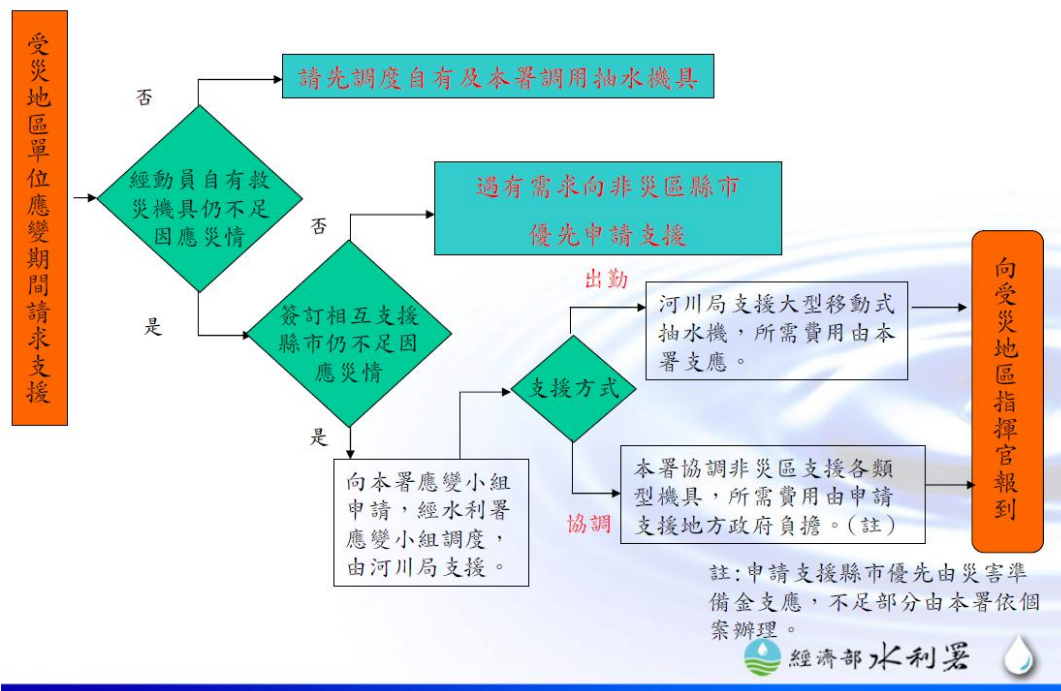 受災地區單位應變期間請求支援
否
請先調度自有及本署調用抽水機具
經動員自有救
災機具仍不足
因應災情
是
否
遇有需求向非災區縣市
優先申請支援
簽訂相互支援
縣市仍不足因
應災情
是
向本署應變小組
申請，經水利署
應變小組調度，
由河川局支援。
支援方式
出勤
河川局支援大型移動式
抽水機，所需費用由本
署支應。
協調
本署協調非災區支援各類
型機具，所需費用由申請
支援地方政府負擔。(註)
向受災地區指揮官報到
註:申請支援縣市優先由災害準
備金支應，不足部分由本署依個
案辦理。
經濟部水利署